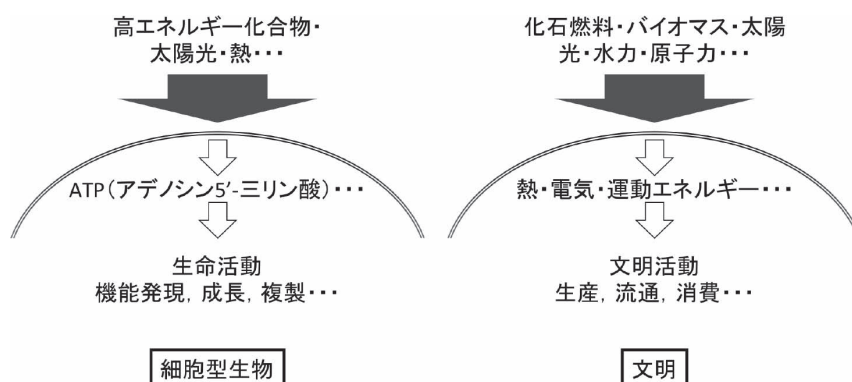 高エネルギー化合物・
太陽光・熱・・・
ATP(アデノシン5′-三リン酸)・・・
生命活動
機能発現, 成長, 複製・・・
細胞型生物
化石燃料・バイオマス・太陽
光・水力・原子力・・・
熱・電気・運動エネルギー・・・
文明活動
生産, 流通, 消費・・・
文明